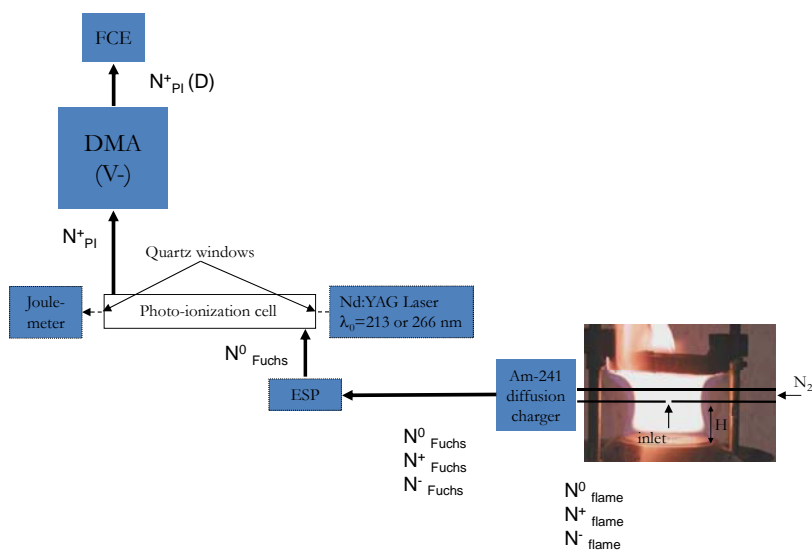 FCE
N⁺PI (D)
DMA
(V-)
N⁺PI
Quartz windows
Joule-
meter
Photo-ionization cell
Nd:YAG Laser
λ₀=213 or 266 nm
N⁰ Fuchs
ESP
Am-241
diffusion
charger
N₂
H
inlet
N⁰ Fuchs
N⁺ Fuchs
N⁻ Fuchs
N⁰ flame
N⁺ flame
N⁻ flame